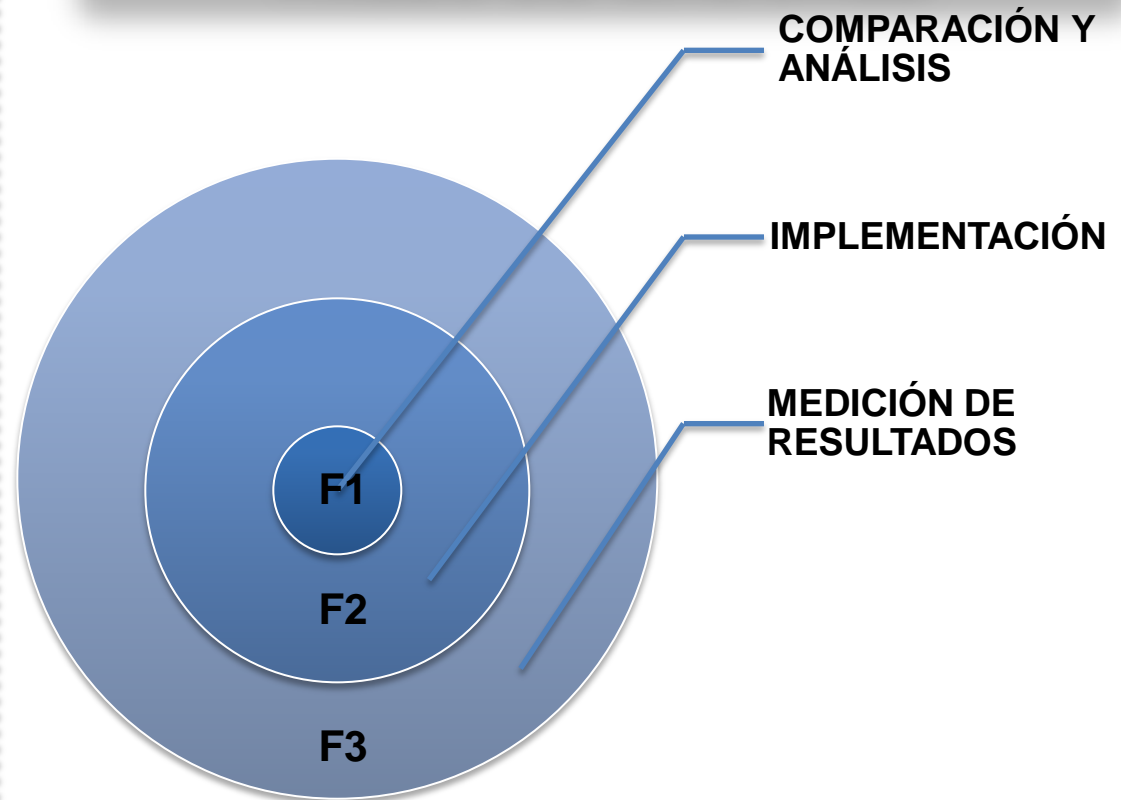 COMPARACIÓN Y
ANÁLISIS
IMPLEMENTACIÓN
MEDICIÓN DE
RESULTADOS
F1
F2
F3